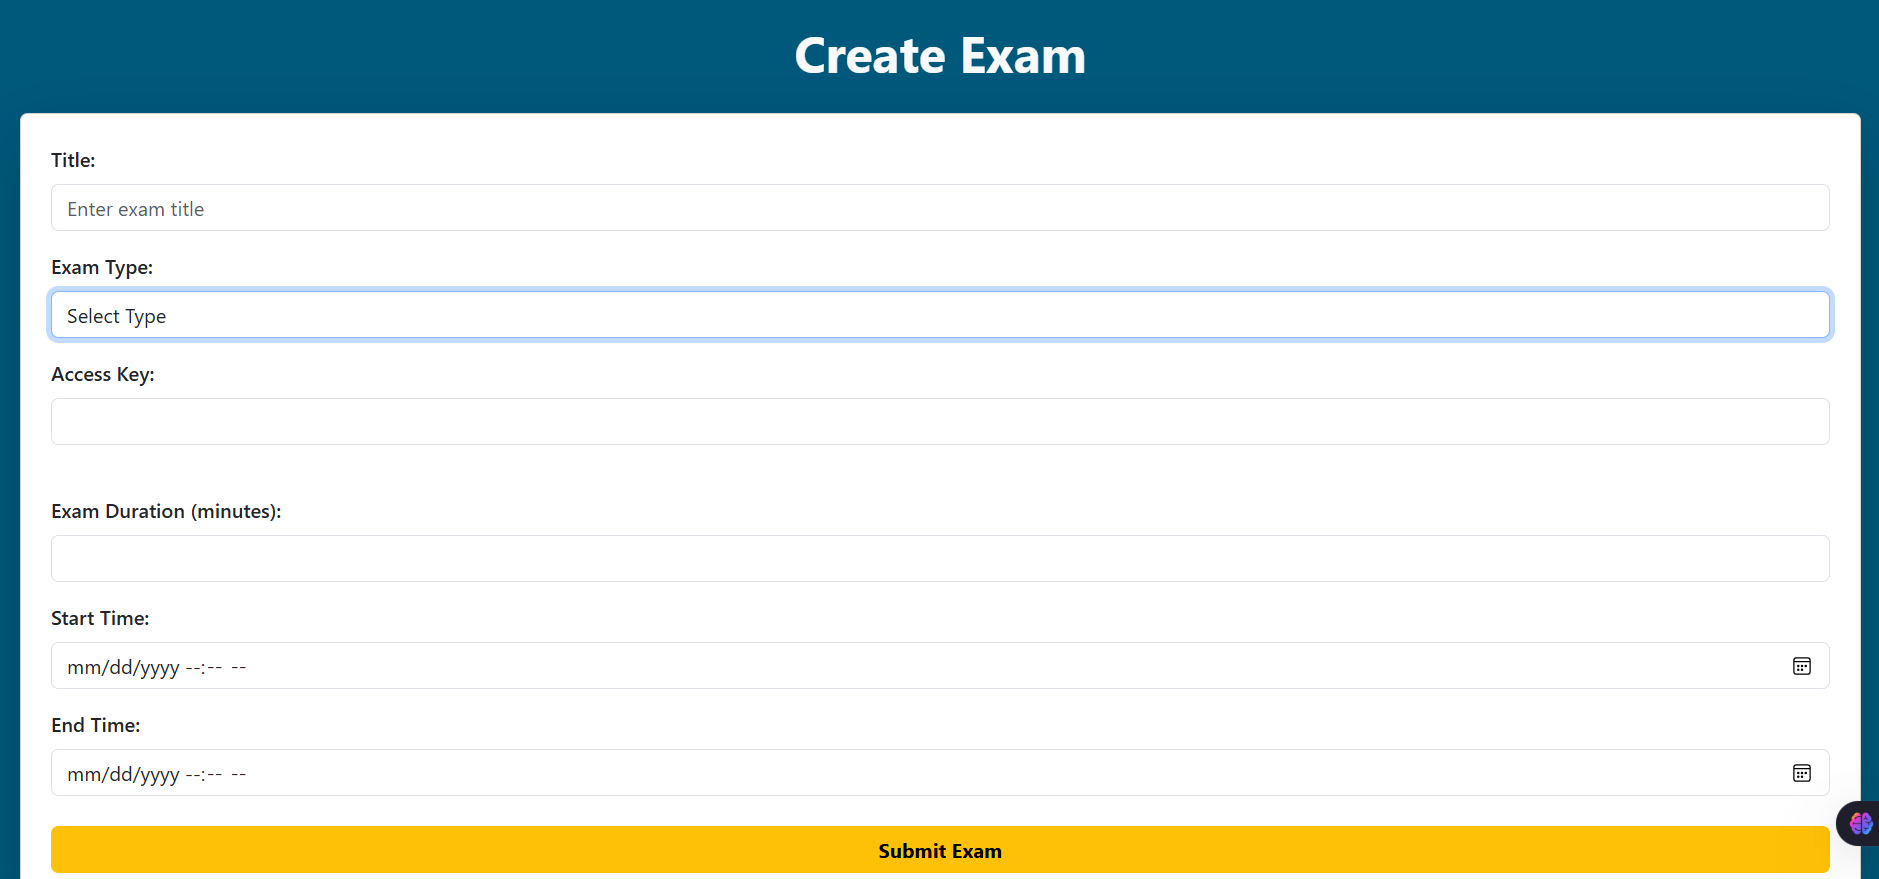 Create Exam
Title:
Enter exam title
Exam Type:
Select Type
Access Key:
Exam Duration (minutes):
Start Time:
mm/dd/yyyy --:-- --
End Time:
mm/dd/yyyy --:-- --
Submit Exam